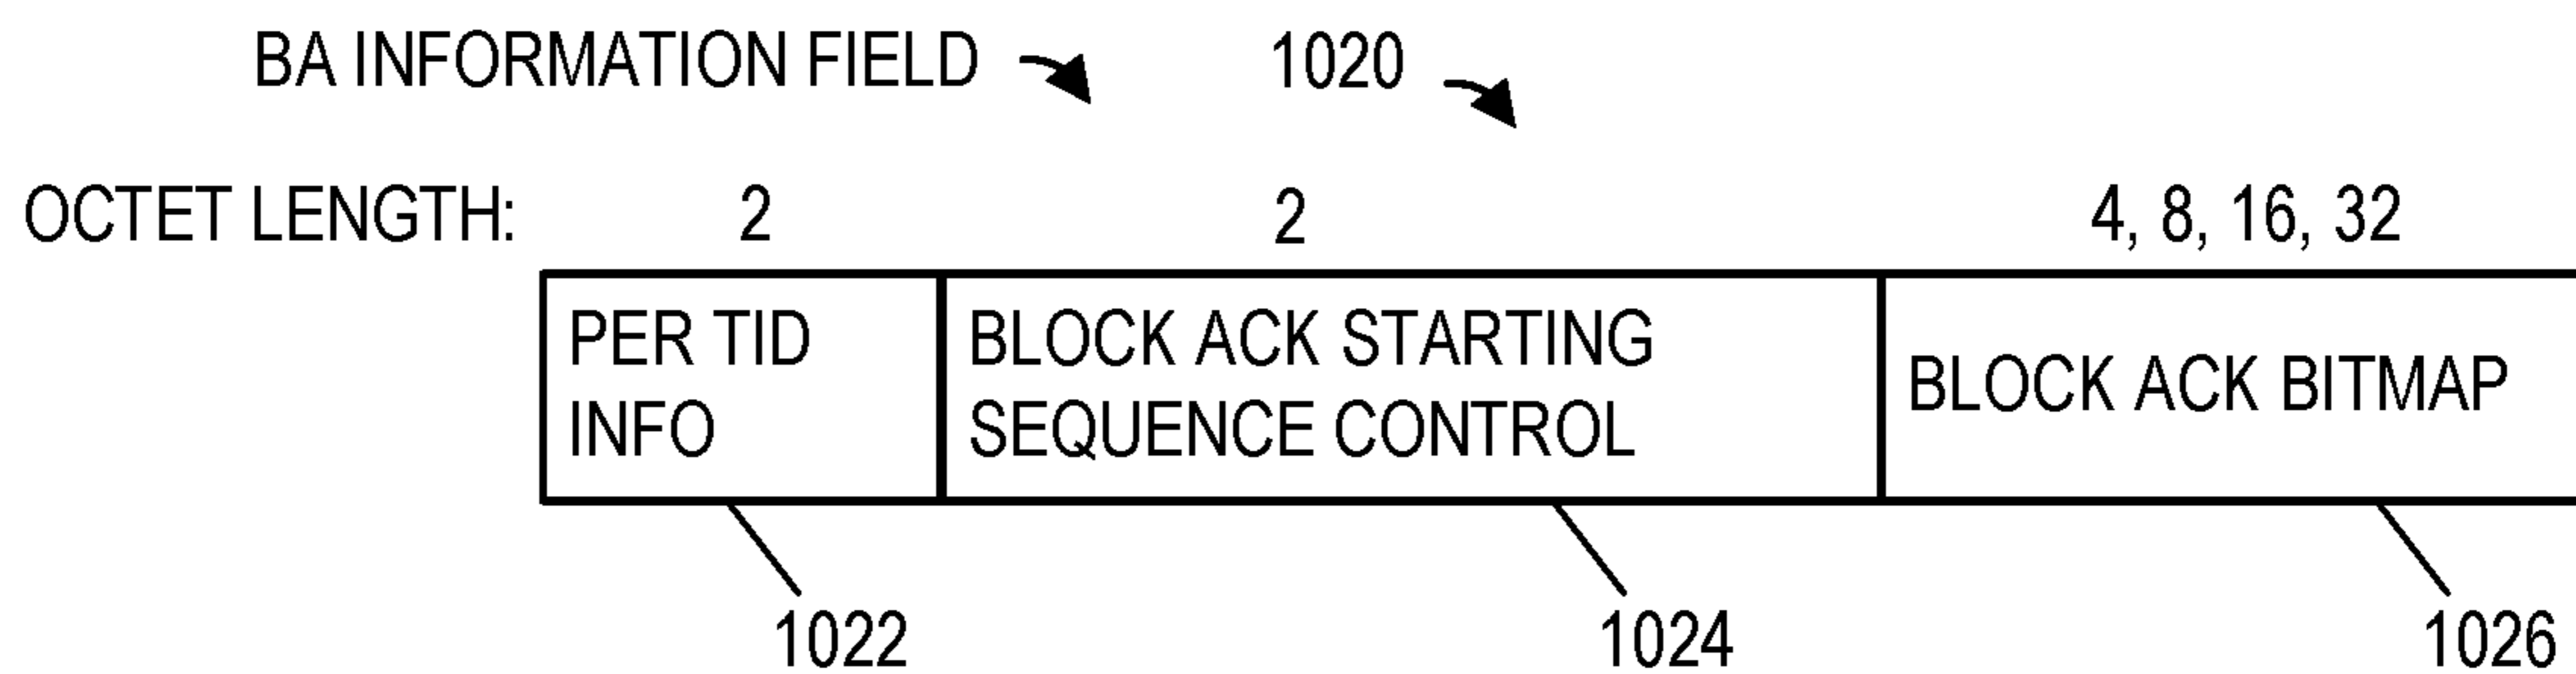 BA INFORMATION FIELD 1020
OCTET LENGTH: 2 2 4, 8, 16, 32
PER TID
INFO
BLOCK ACK STARTING
SEQUENCE CONTROL
BLOCK ACK BITMAP
1022 1024 1026